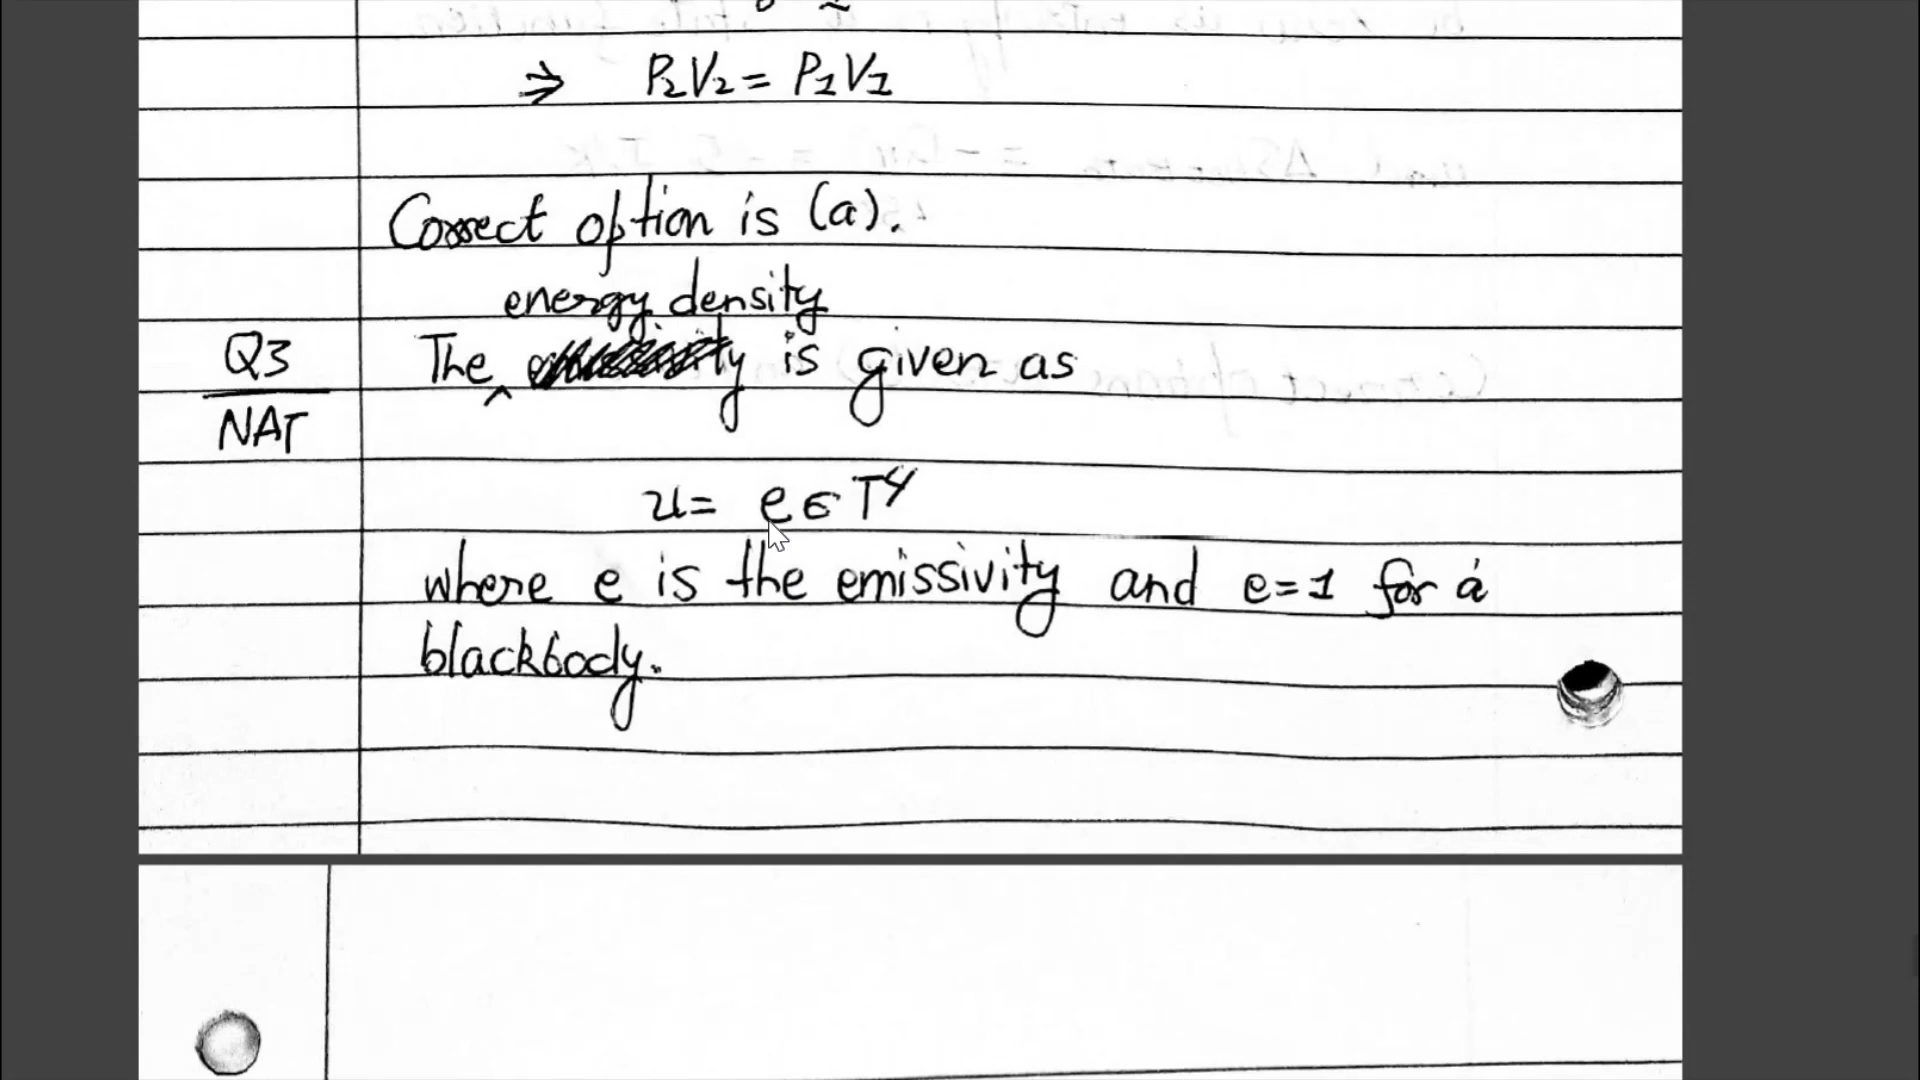 ⇒ P₂V₂ = P₁V₁
Correct option is (a).
energy density
Q3 The is given as
NAT
u = e σ T⁴
where e is the emissivity and e=1 for a
blackbody.